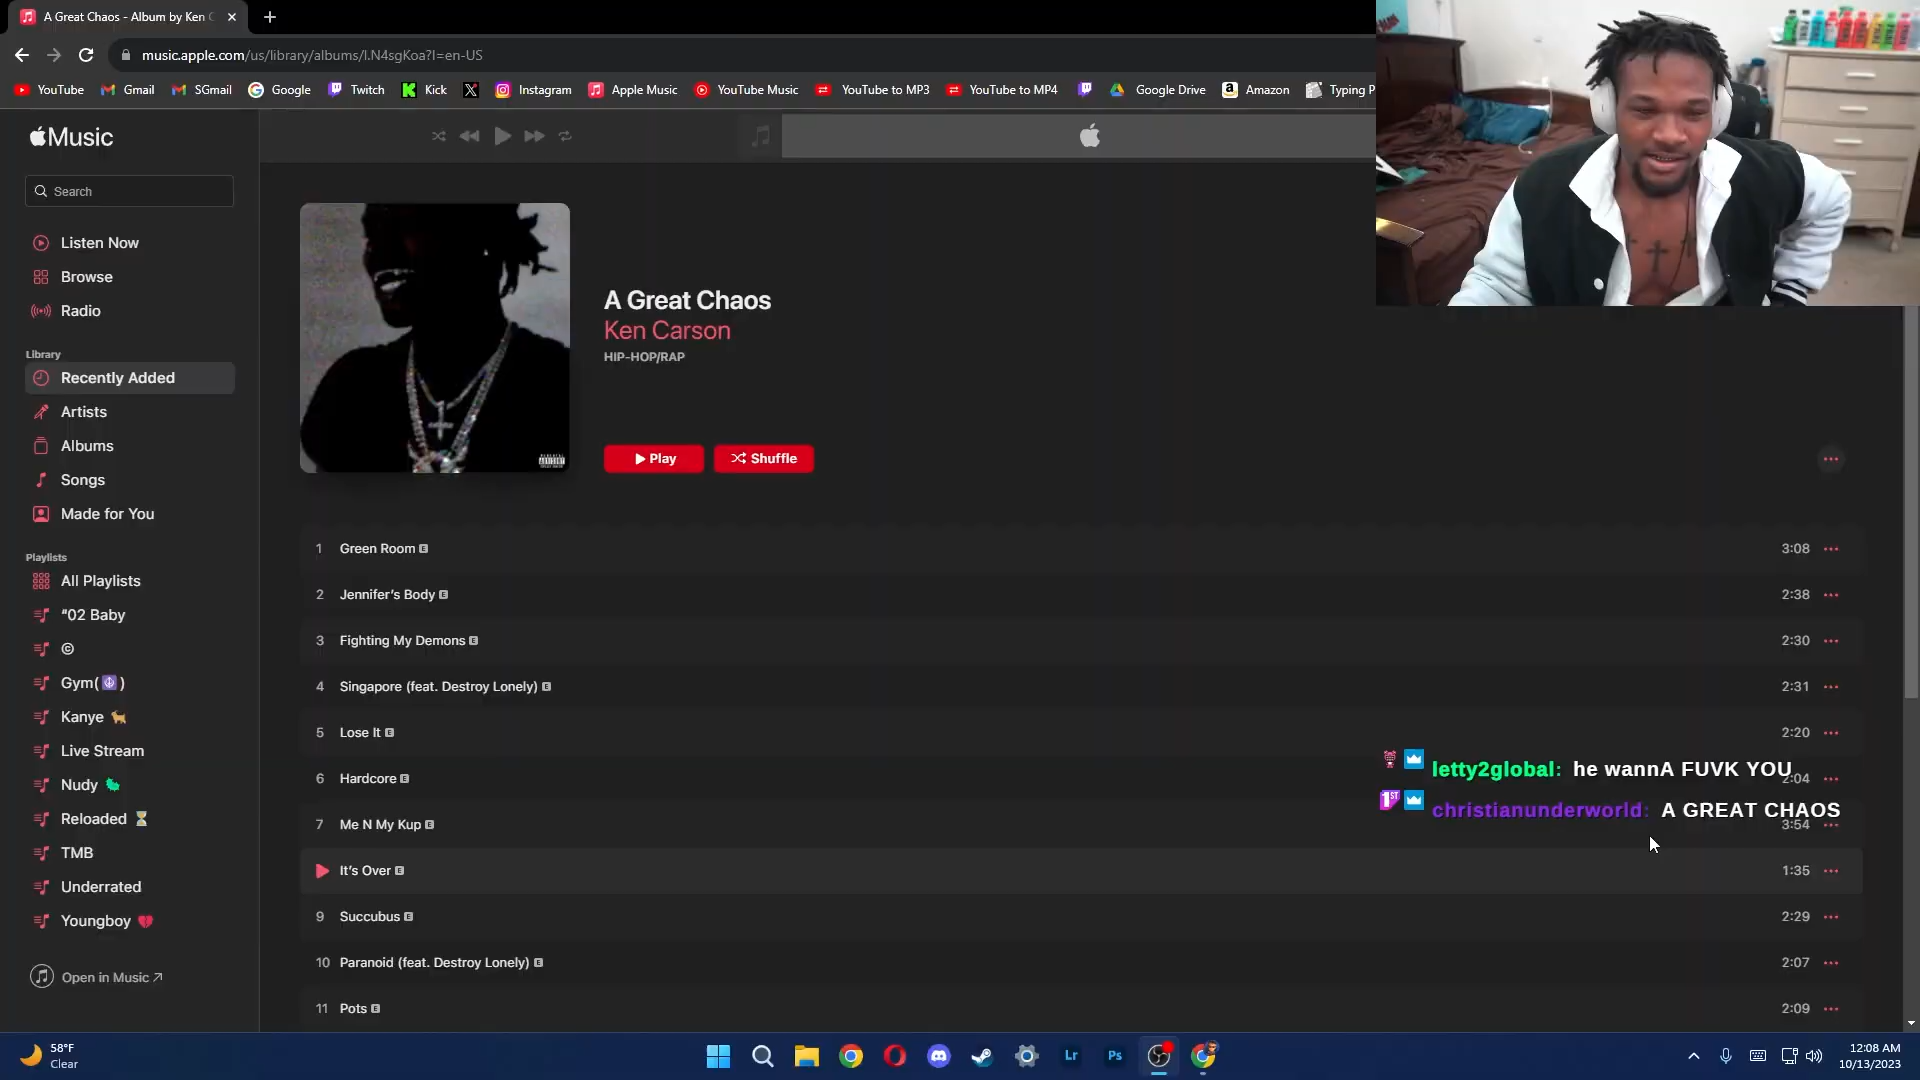 A Great Chaos - Album by Ken C
music.apple.com/us/library/albums/l.N4sgKoa?l=en-US
YouTube
Gmail
SGmail
Google
Twitch
Kick
Instagram
Apple Music
YouTube Music
YouTube to MP3
YouTube to MP4
Google Drive
Amazon
Typing P
Music
Search
Listen Now
Browse
Radio
Library
Recently Added
Artists
Albums
Songs
Made for You
Playlists
All Playlists
“02 Baby
©
Gym(☮️)
Kanye 🐐
Live Stream
Nudy
Reloaded ⏳
TMB
Underrated
Youngboy 💔
Open in Music ↗
A Great Chaos
Ken Carson
HIP-HOP/RAP
Play
Shuffle
1 Green Room E 3:08
2 Jennifer’s Body E 2:38
3 Fighting My Demons E 2:30
4 Singapore (feat. Destroy Lonely) E 2:31
5 Lose It E 2:20
6 Hardcore E 2:04
7 Me N My Kup E 3:54
It’s Over E 1:35
9 Succubus E 2:29
10 Paranoid (feat. Destroy Lonely) E 2:07
11 Pots E 2:09
letty2global: he wannA FUVK YOU
1ST christianunderworld: A GREAT CHAOS
58°F
Clear
Lr
Ps
12:08 AM
10/13/2023